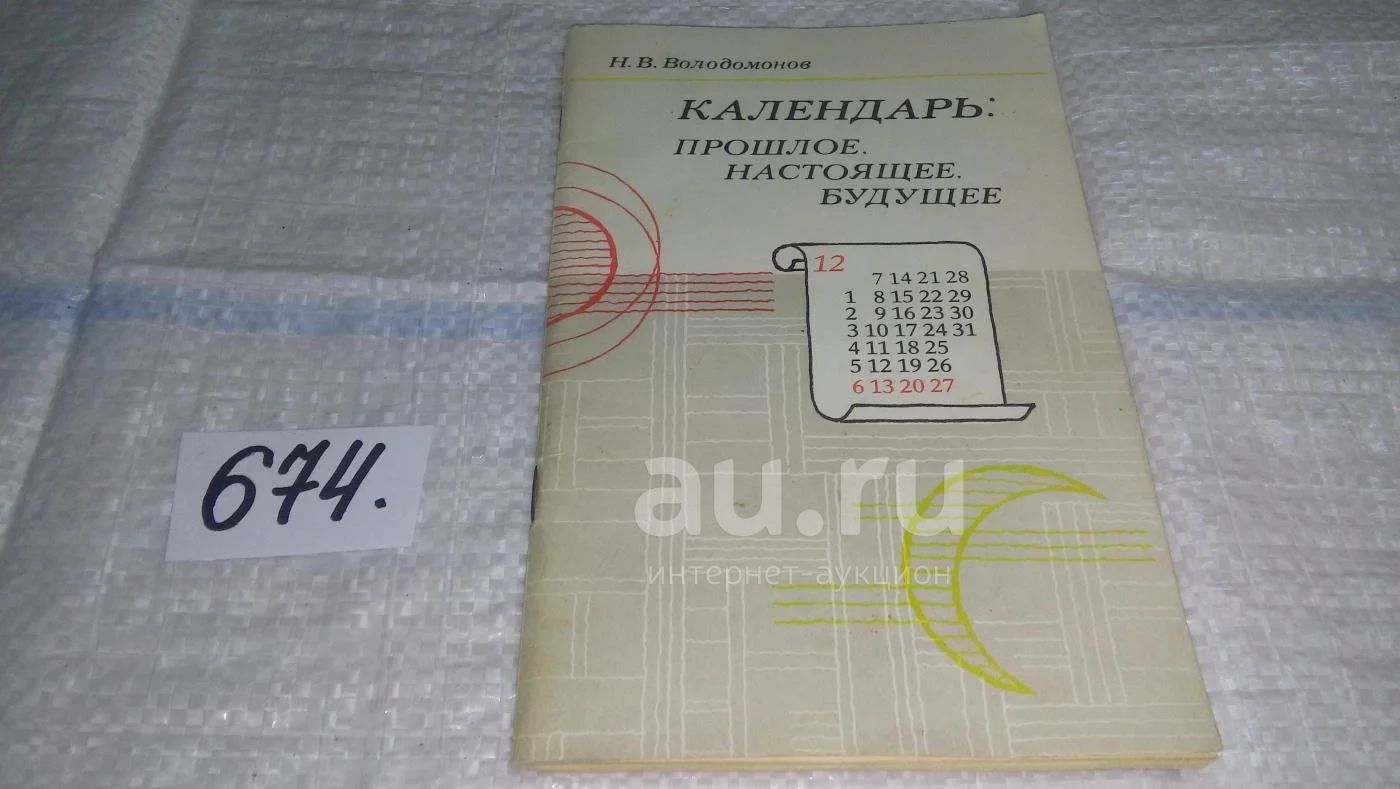 Н. В. Володомонов
КАЛЕНДАРЬ:
ПРОШЛОЕ.
НАСТОЯЩЕЕ.
БУДУЩЕЕ
12
7 14 21 28
1 8 15 22 29
2 9 16 23 30
3 10 17 24 31
4 11 18 25
5 12 19 26
6 13 20 27
674.
au.ru
интернет-аукцион